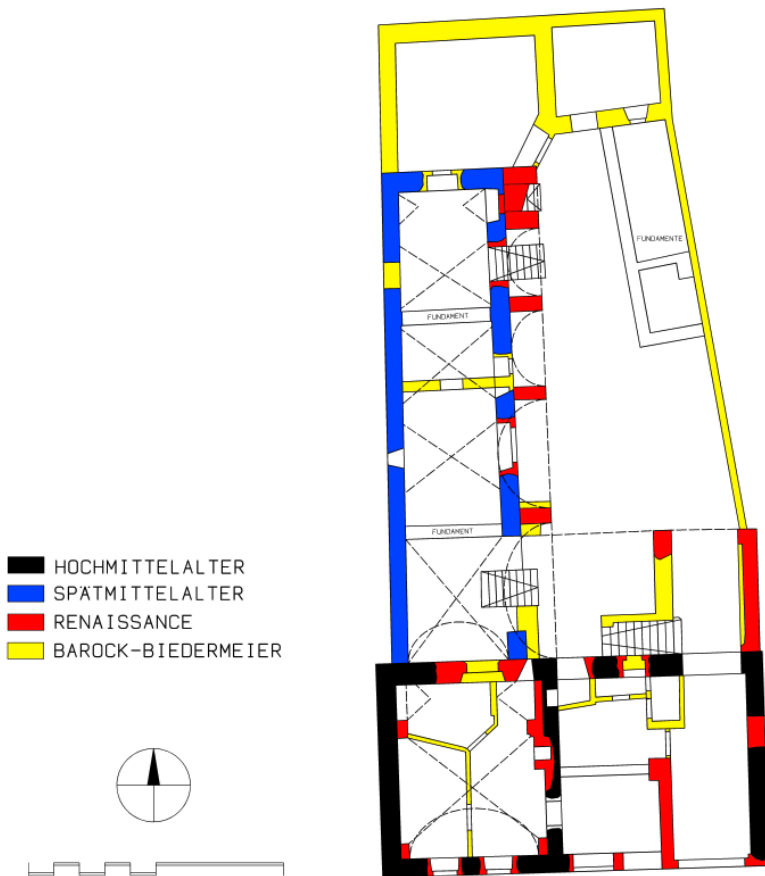 FUNDAMENTE
FUNDAMENT
FUNDAMENT
HOCHMITTELALTER
SPÄTMITTELALTER
RENAISSANCE
BAROCK-BIEDERMEIER